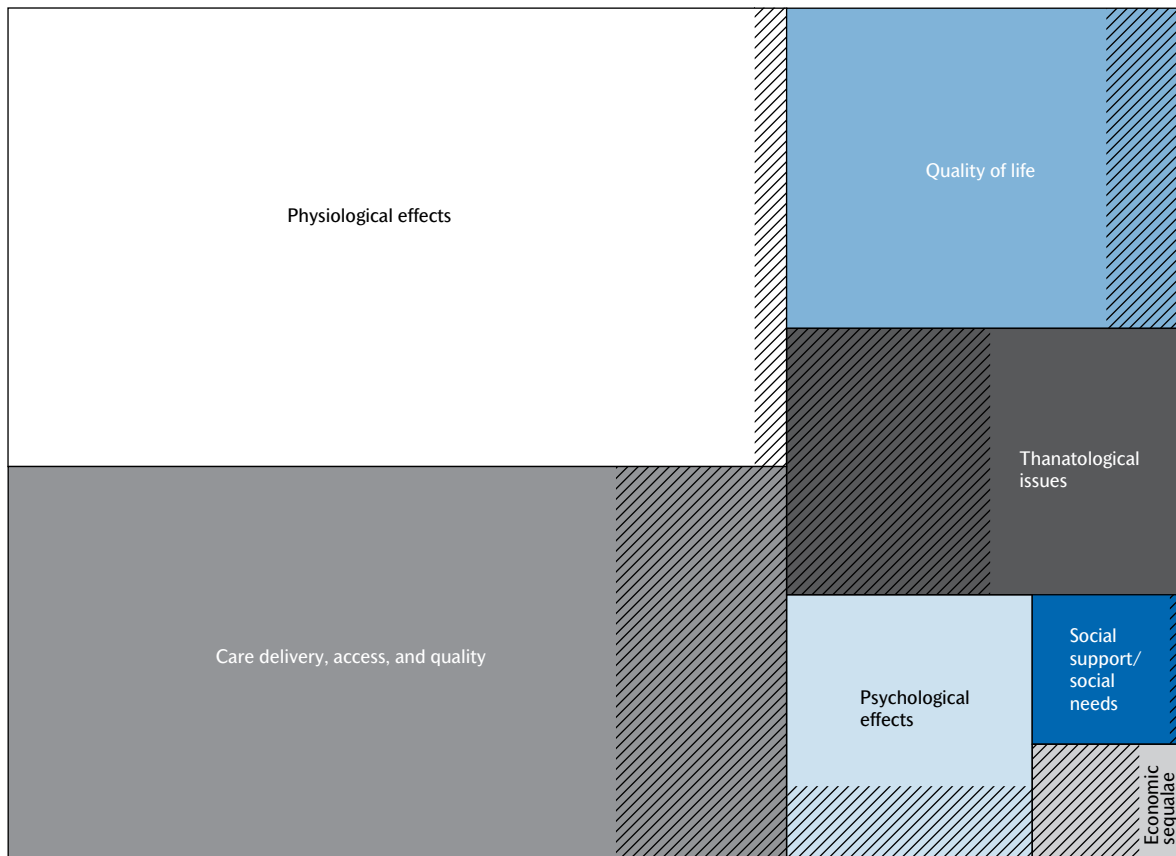 Physiological effects
Quality of life
Thanatological
issues
Care delivery, access, and quality
Psychological
effects
Social
support/
social
needs
Economic
sequalae